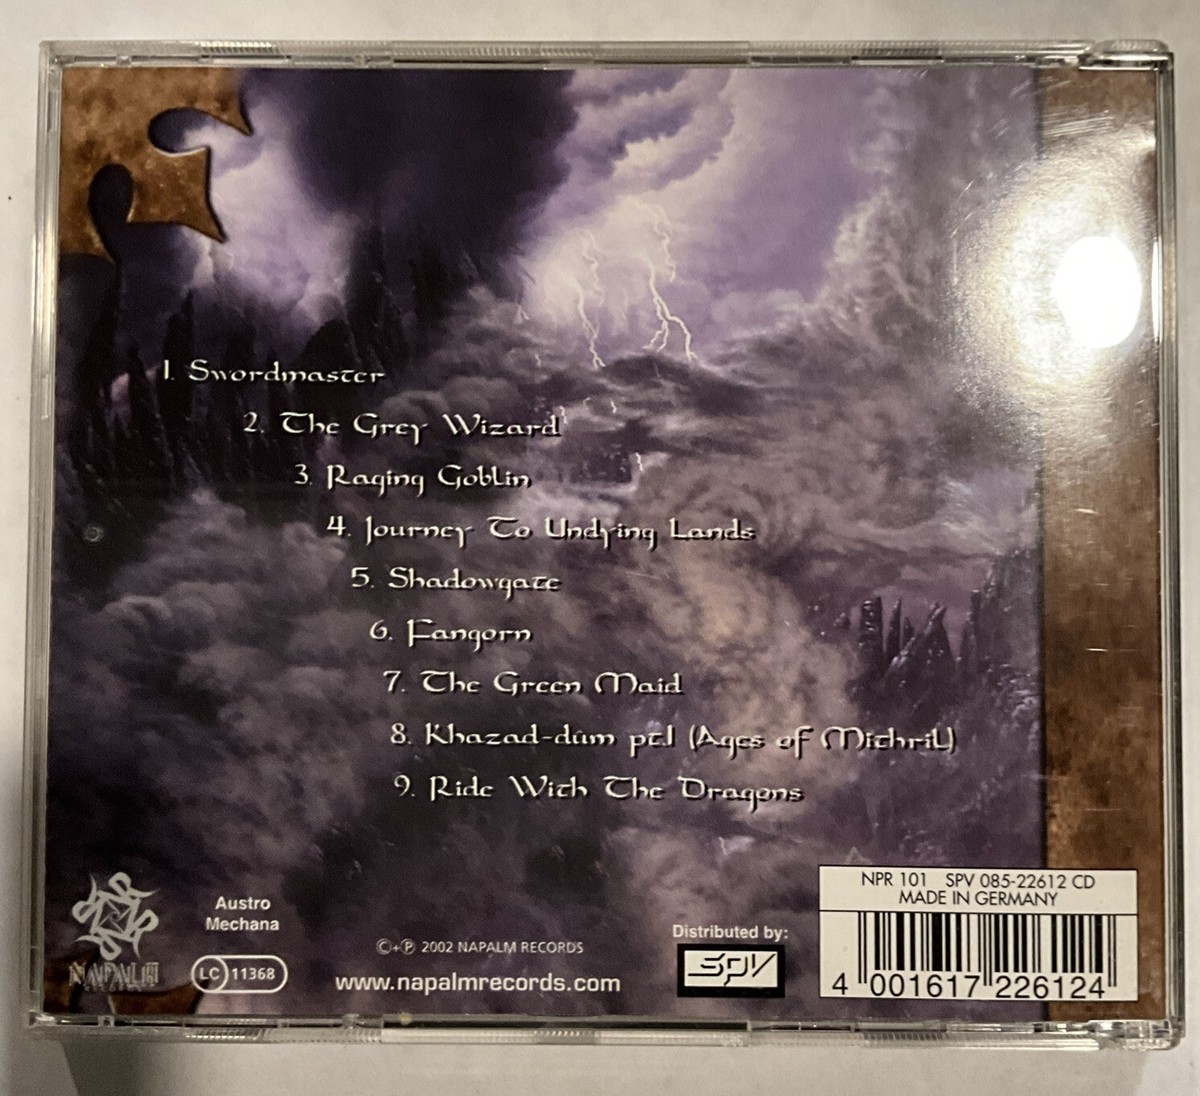 1. Swordmaster
2. The Grey Wizard
3. Raging Goblin
4. Journey To Undying Lands
5. Shadowgate
6. Fangorn
7. The Green Maid
8. Khazad-dûm pt.1 (Ages of Mithril)
9. Ride With The Dragons
NAPALM
Austro
Mechana
LC 11368
©+℗ 2002 NAPALM RECORDS
www.napalmrecords.com
Distributed by:
SPV
NPR 101 SPV 085-22612 CD
MADE IN GERMANY
4 001617 226124